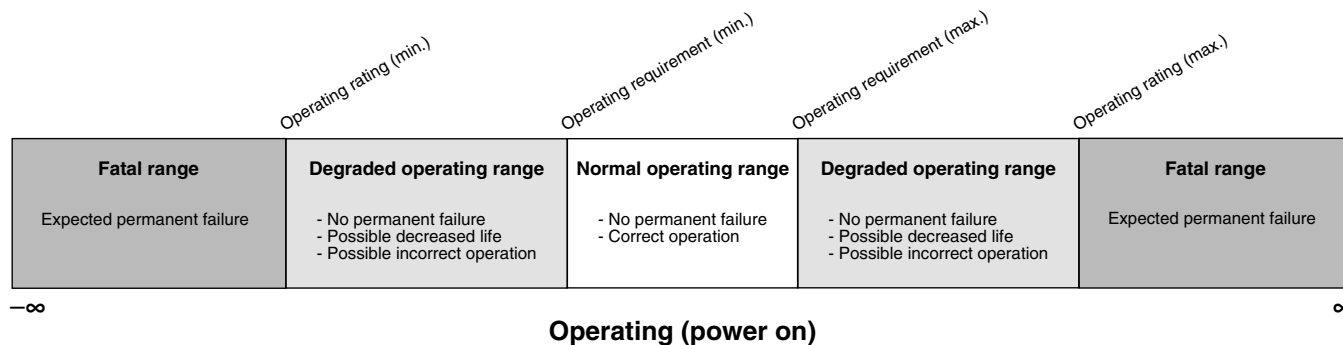 Operating rating (min.)
Operating requirement (min.)
Operating requirement (max.)
Operating rating (max.)
Fatal range
Expected permanent failure
Degraded operating range
- No permanent failure
- Possible decreased life
- Possible incorrect operation
Normal operating range
- No permanent failure
- Correct operation
Degraded operating range
- No permanent failure
- Possible decreased life
- Possible incorrect operation
Fatal range
Expected permanent failure
–∞
∞
Operating (power on)